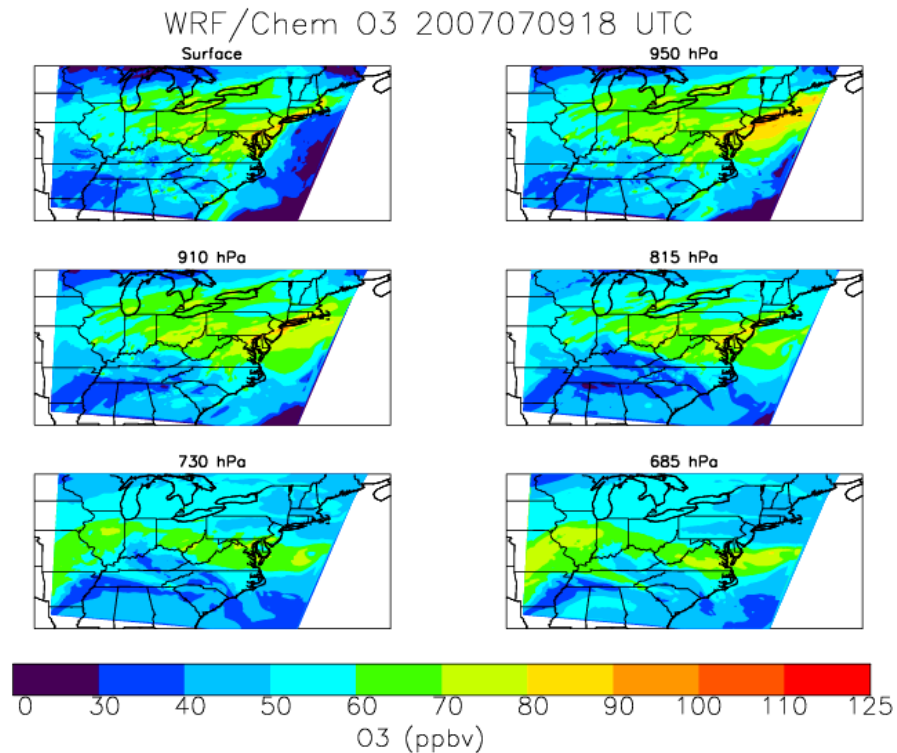 WRF/Chem O3 2007070918 UTC
Surface
950 hPa
910 hPa
815 hPa
730 hPa
685 hPa
0 30 40 50 60 70 80 90 100 110 125
O3 (ppbv)